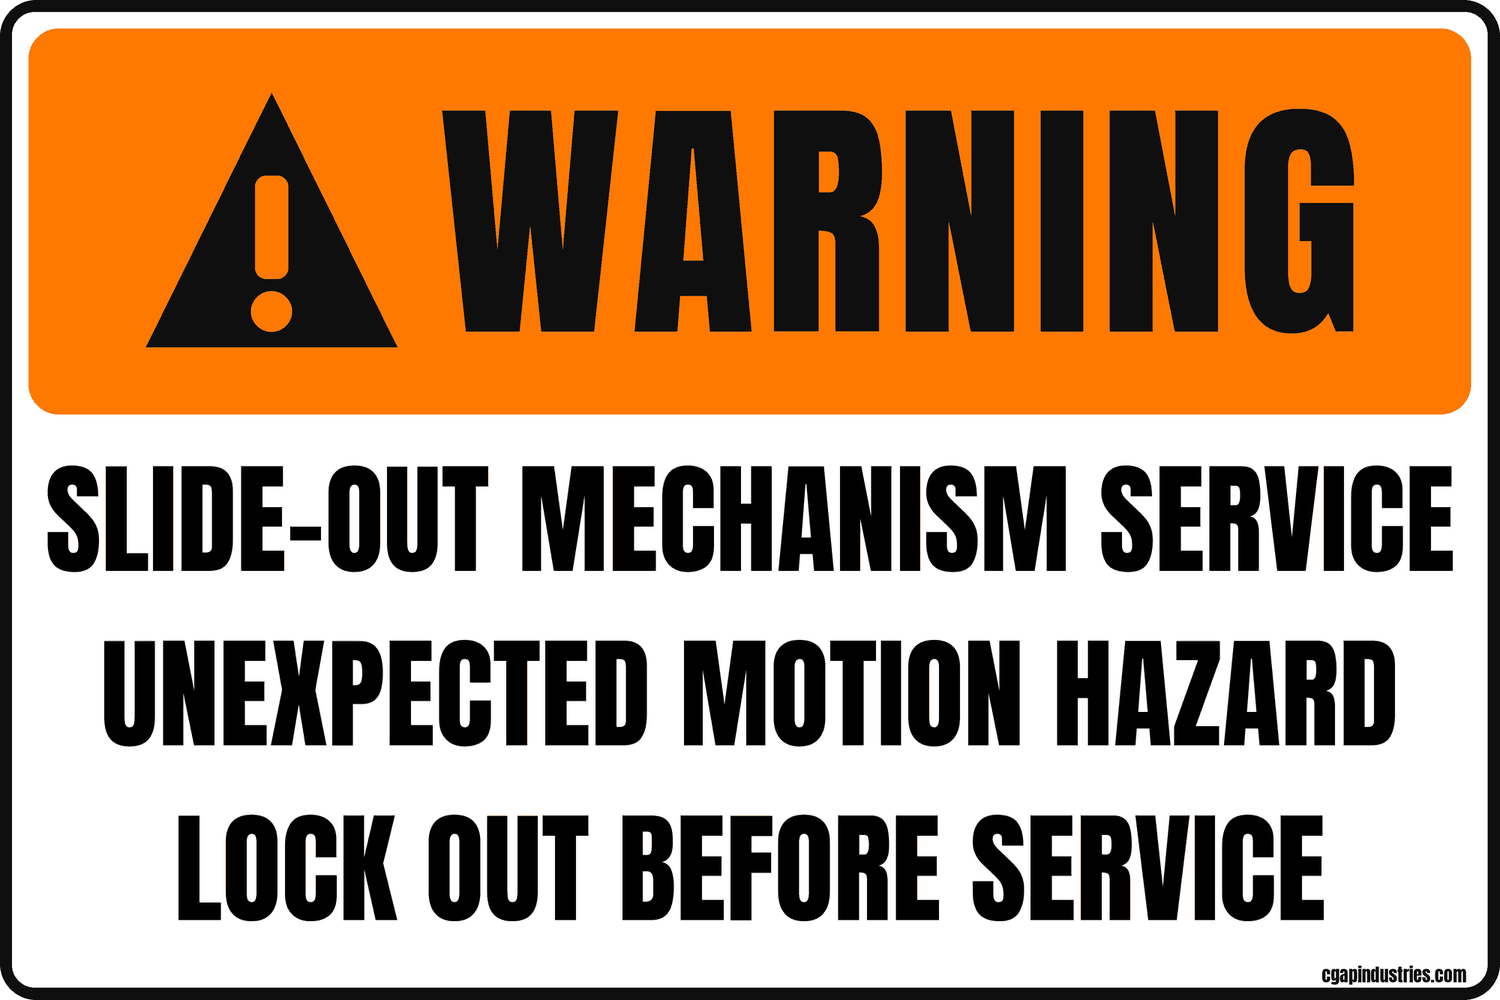 WARNING
SLIDE-OUT MECHANISM SERVICE
UNEXPECTED MOTION HAZARD
LOCK OUT BEFORE SERVICE
cgapindustries.com